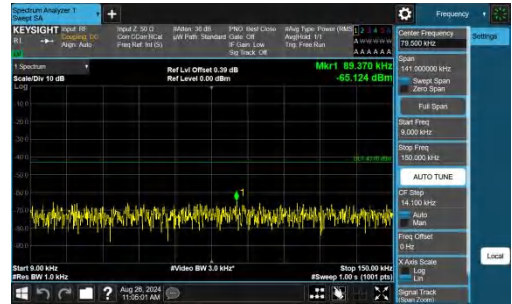 Spectrum Analyzer 1
Swept SA
+
Frequency
KEYSIGHT
Input: RF
Coupling: DC
Align: Auto
Input Z: 50 Ω
Corr CCorr RCal
Freq Ref: Int (S)
#Atten: 30 dB
µW Path: Standard
PNO: Best Close
Gate: Off
IF Gain: Low
Sig Track: Off
#Avg Type: Power (RMS)
Avg|Hold: 1/1
Trig: Free Run
1 2 3 4 5 6
A W W W W W
A A A A A A
1 Spectrum
Scale/Div 10 dB
Log
Ref Lvl Offset 0.39 dB
Ref Level 0.00 dBm
Mkr1 89.370 kHz
-65.124 dBm
1
Start 9.00 kHz
#Res BW 1.0 kHz
#Video BW 3.0 kHz*
Stop 150.00 kHz
#Sweep 1.00 s (1001 pts)
Aug 28, 2024
11:05:01 AM
Center Frequency
79.500 kHz
Settings
Span
141.000000 kHz
Swept Span
Zero Span
Full Span
Start Freq
9.000 kHz
Stop Freq
150.000 kHz
AUTO TUNE
CF Step
14.100 kHz
Auto
Man
Freq Offset
0 Hz
X Axis Scale
Log
Lin
Signal Track
(Span Zoom)
Local